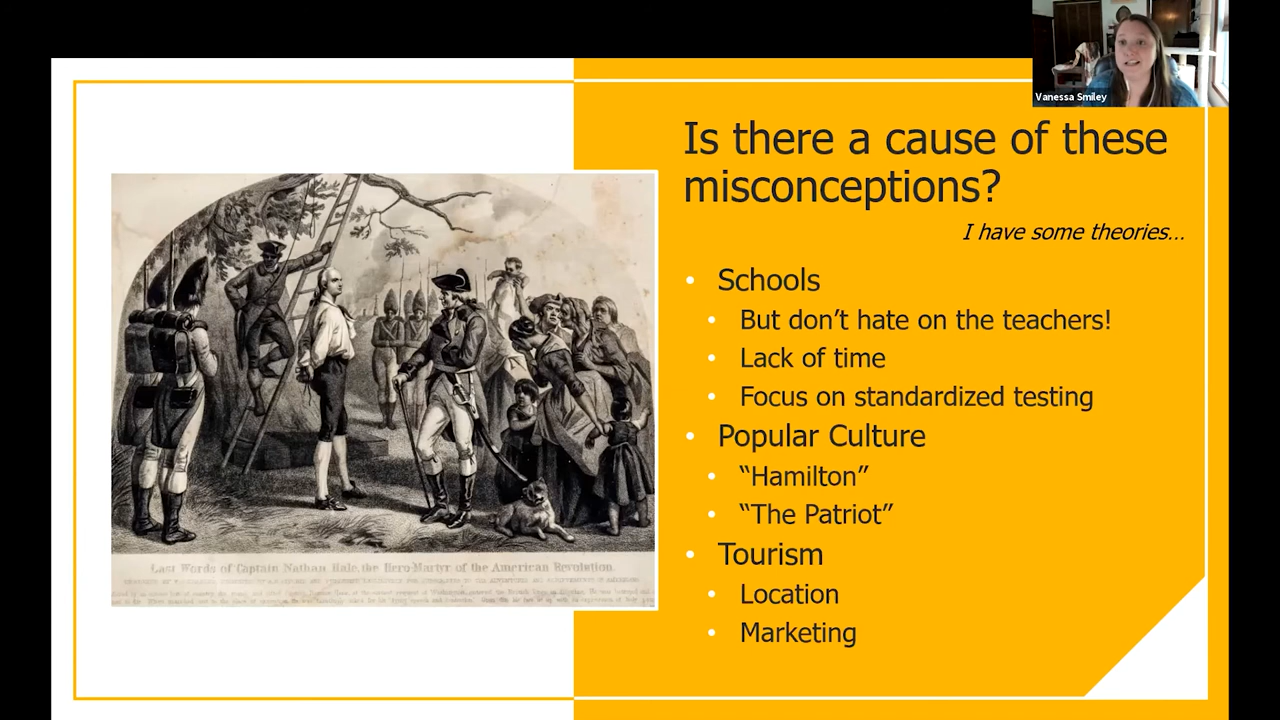 Vanessa Smiley
Is there a cause of these
misconceptions?
I have some theories...
• Schools
• But don't hate on the teachers!
• Lack of time
• Focus on standardized testing
• Popular Culture
• "Hamilton"
• "The Patriot"
• Tourism
• Location
• Marketing
Last Words of Captain Nathan Hale, the Hero-Martyr of the American Revolution.